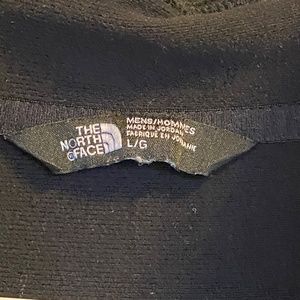 THE
NORTH
FACE
MENS/HOMMES
MADE IN JORDAN
FABRIQUÉ EN JORDANIE
L/G